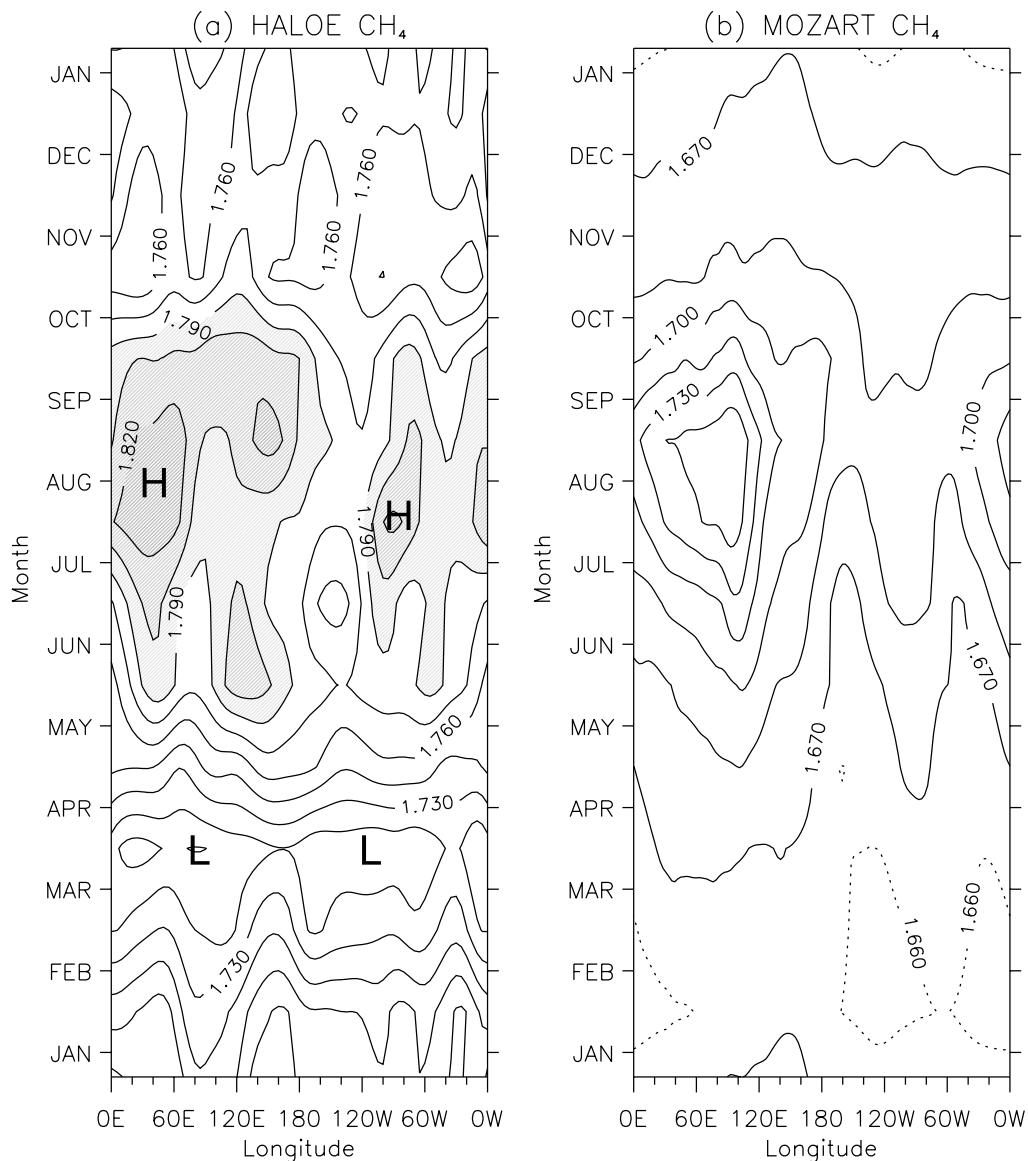 (a) HALOE CH₄
(b) MOZART CH₄
JAN
DEC
NOV
OCT
SEP
AUG
JUL
JUN
MAY
APR
MAR
FEB
JAN
Month
1.760
1.760
1.760
1.760
1.790
1.820
H
H
1.790
1.790
1.760
1.730
L
L
1.730
0E 60E 120E 180 120W 60W 0W
Longitude
JAN
DEC
NOV
OCT
SEP
AUG
JUL
JUN
MAY
APR
MAR
FEB
JAN
Month
1.670
1.700
1.730
1.700
1.670
1.670
1.660
1.660
0E 60E 120E 180 120W 60W 0W
Longitude